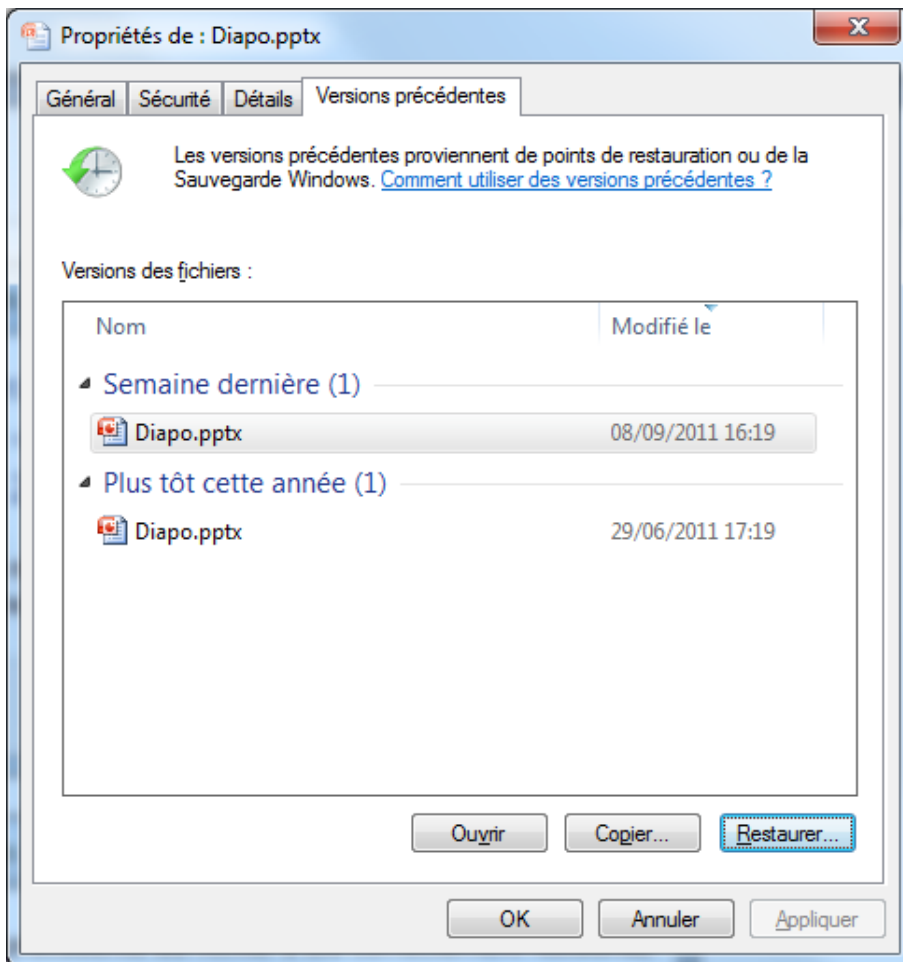 Propriétés de : Diapo.pptx
Général Sécurité Détails Versions précédentes
Les versions précédentes proviennent de points de restauration ou de la
Sauvegarde Windows. Comment utiliser des versions précédentes ?
Versions des fichiers :
Nom Modifié le
Semaine dernière (1)
Diapo.pptx 08/09/2011 16:19
Plus tôt cette année (1)
Diapo.pptx 29/06/2011 17:19
Ouvrir Copier... Restaurer...
OK Annuler Appliquer